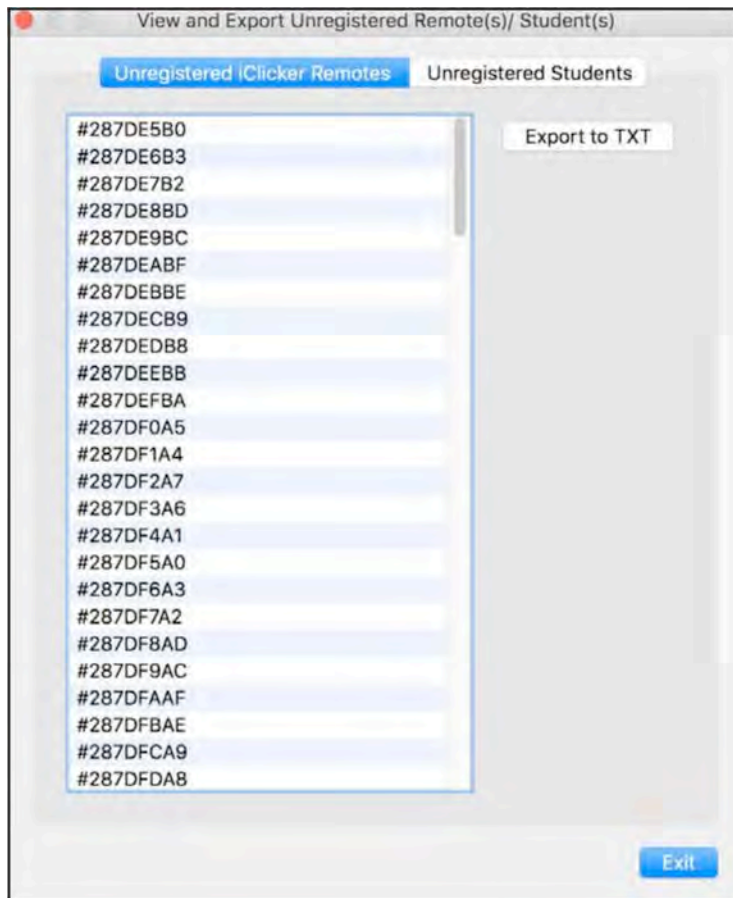 View and Export Unregistered Remote(s)/ Student(s)
Unregistered iClicker Remotes
Unregistered Students
Export to TXT
#287DE5B0
#287DE6B3
#287DE7B2
#287DE8BD
#287DE9BC
#287DEABF
#287DEBBE
#287DECB9
#287DEDB8
#287DEEBB
#287DEFBA
#287DF0A5
#287DF1A4
#287DF2A7
#287DF3A6
#287DF4A1
#287DF5A0
#287DF6A3
#287DF7A2
#287DF8AD
#287DF9AC
#287DFAAF
#287DFBAE
#287DFCA9
#287DFDA8
Exit